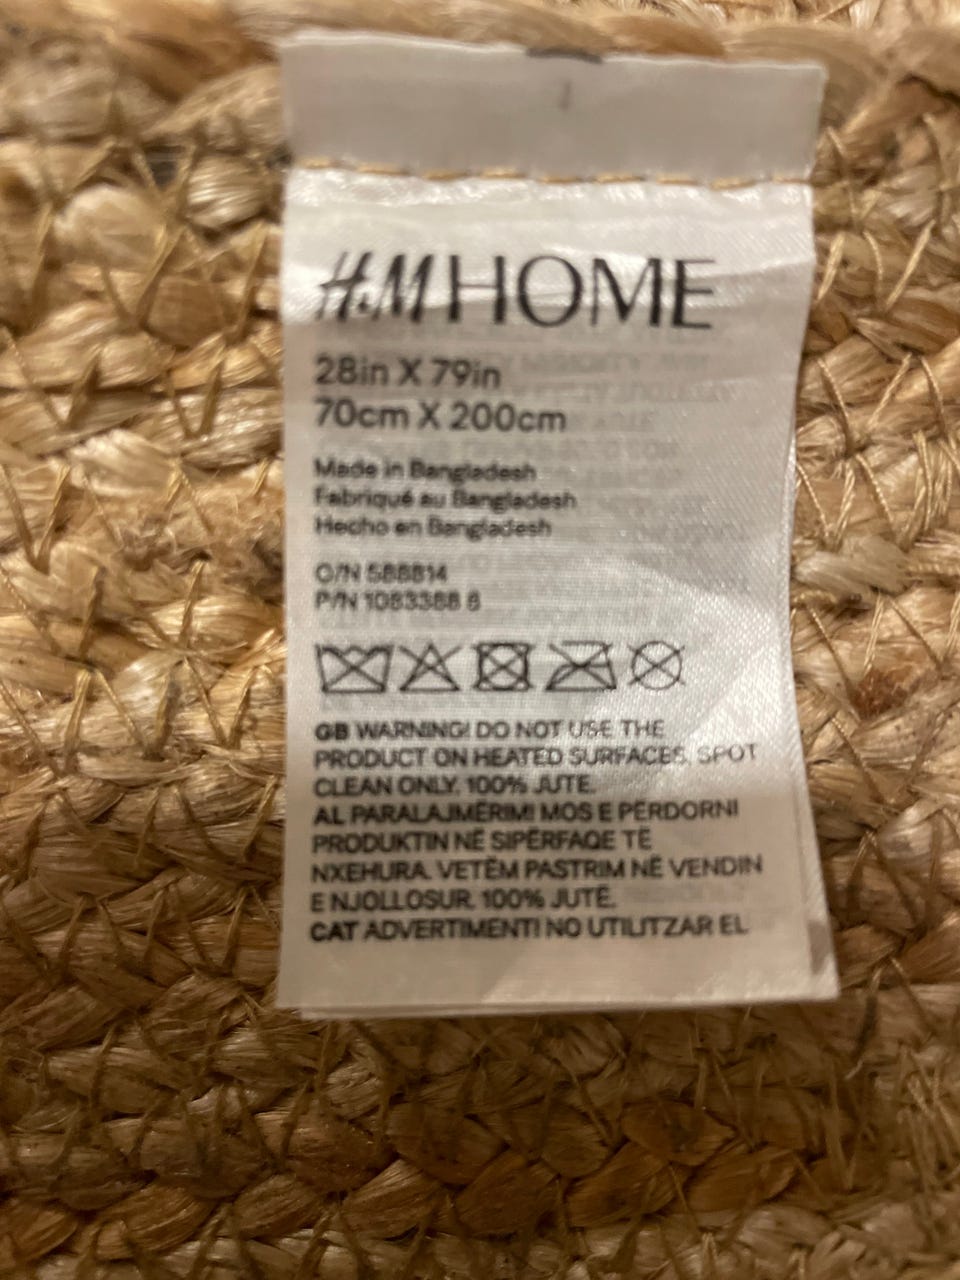 H&M HOME
28in X 79in
70cm X 200cm
Made in Bangladesh
Fabriqué au Bangladesh
Hecho en Bangladesh
O/N 588814
P/N 1083388 6
GB WARNING! DO NOT USE THE
PRODUCT ON HEATED SURFACES. SPOT
CLEAN ONLY. 100% JUTE.
AL PARALAJMËRIM! MOS E PËRDORNI
PRODUKTIN NË SIPËRFAQE TË
NXEHURA. VETËM PASTRIM NË VENDIN
E NJOLLOSUR. 100% JUTË.
CAT ADVERTIMENT! NO UTILITZAR EL